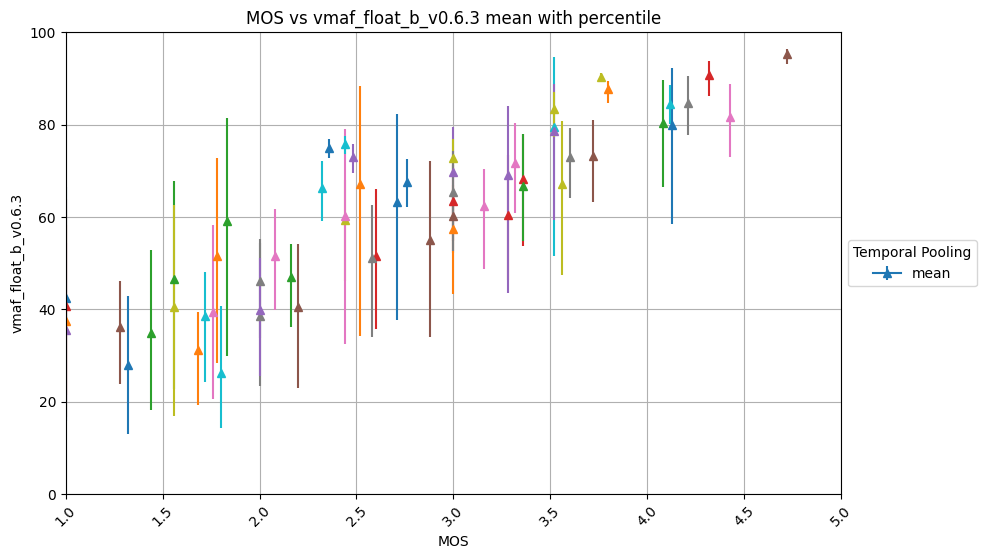 MOS vs vmaf_float_b_v0.6.3 mean with percentile
100
80
60
40
20
0
vmaf_float_b_v0.6.3
1.0 1.5 2.0 2.5 3.0 3.5 4.0 4.5 5.0
MOS
Temporal Pooling
mean